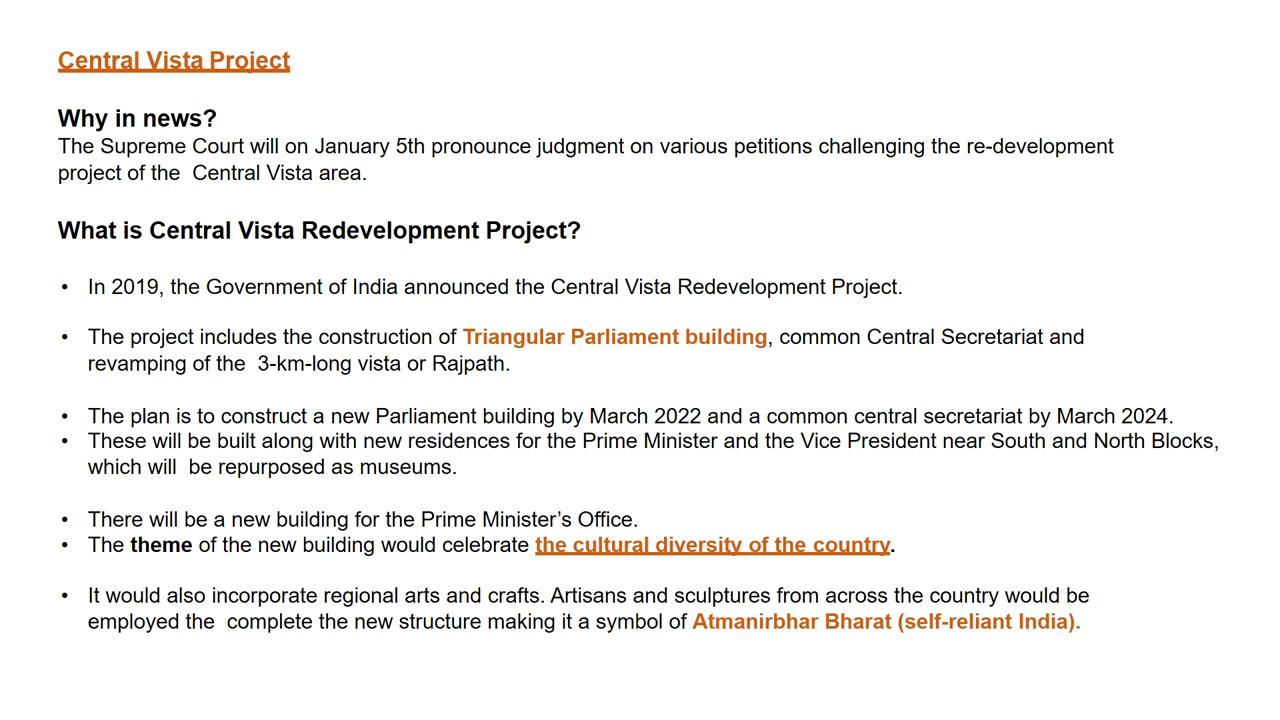 Central Vista Project
Why in news?
The Supreme Court will on January 5th pronounce judgment on various petitions challenging the re-development
project of the  Central Vista area.
What is Central Vista Redevelopment Project?
• In 2019, the Government of India announced the Central Vista Redevelopment Project.
• The project includes the construction of Triangular Parliament building, common Central Secretariat and
revamping of the  3-km-long vista or Rajpath.
• The plan is to construct a new Parliament building by March 2022 and a common central secretariat by March 2024.
• These will be built along with new residences for the Prime Minister and the Vice President near South and North Blocks,
which will  be repurposed as museums.
• There will be a new building for the Prime Minister’s Office.
• The theme of the new building would celebrate the cultural diversity of the country.
• It would also incorporate regional arts and crafts. Artisans and sculptures from across the country would be
employed the  complete the new structure making it a symbol of Atmanirbhar Bharat (self-reliant India).